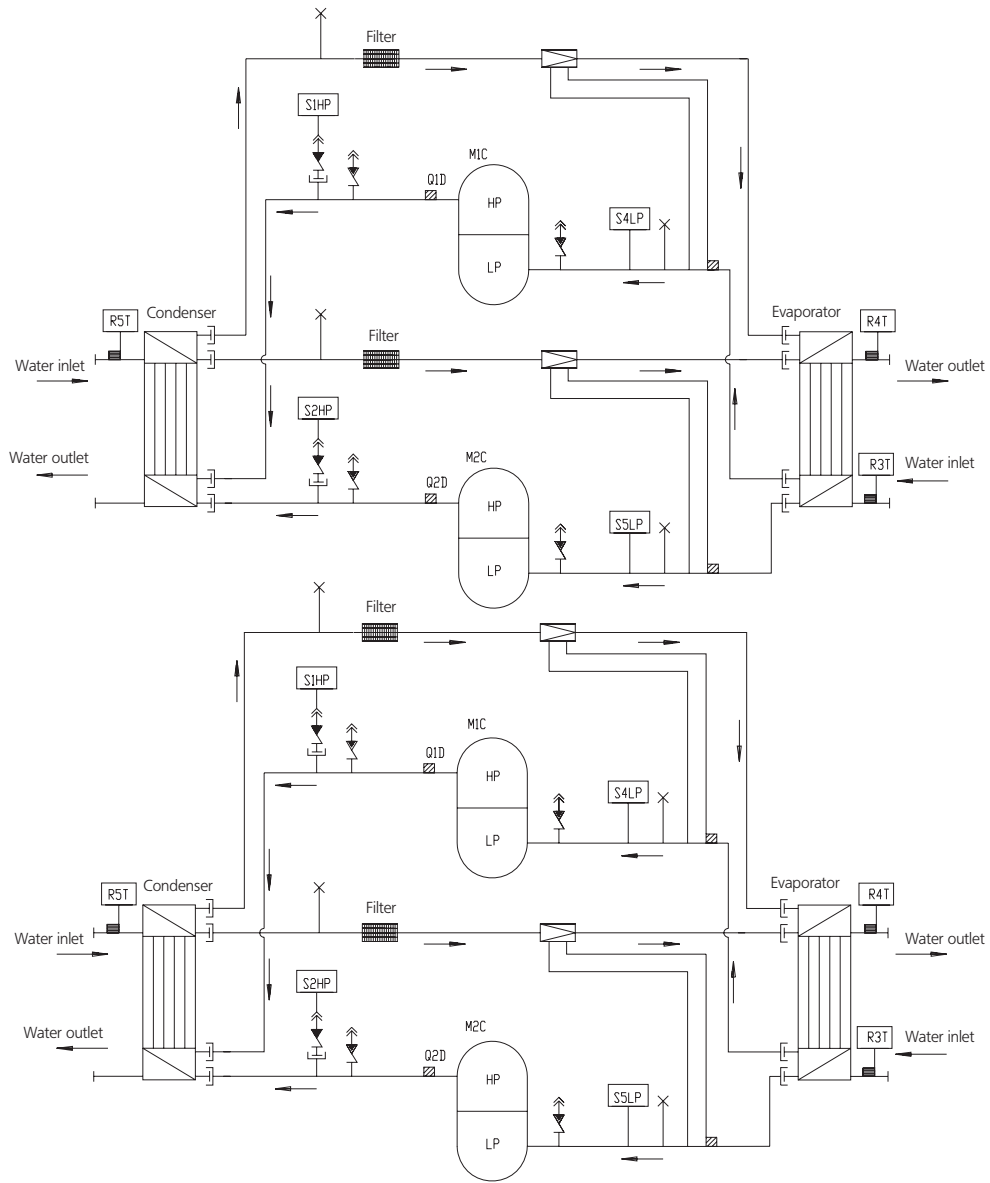 Filter
S1HP
M1C
Q1D
HP
S4LP
LP
R5T
Condenser
Filter
Evaporator
R4T
Water inlet
Water outlet
S2HP
M2C
Water outlet
Q2D
R3T
Water inlet
HP
S5LP
LP
Filter
S1HP
M1C
Q1D
HP
S4LP
LP
R5T
Condenser
Filter
Evaporator
R4T
Water inlet
Water outlet
S2HP
M2C
Water outlet
Q2D
R3T
Water inlet
HP
S5LP
LP